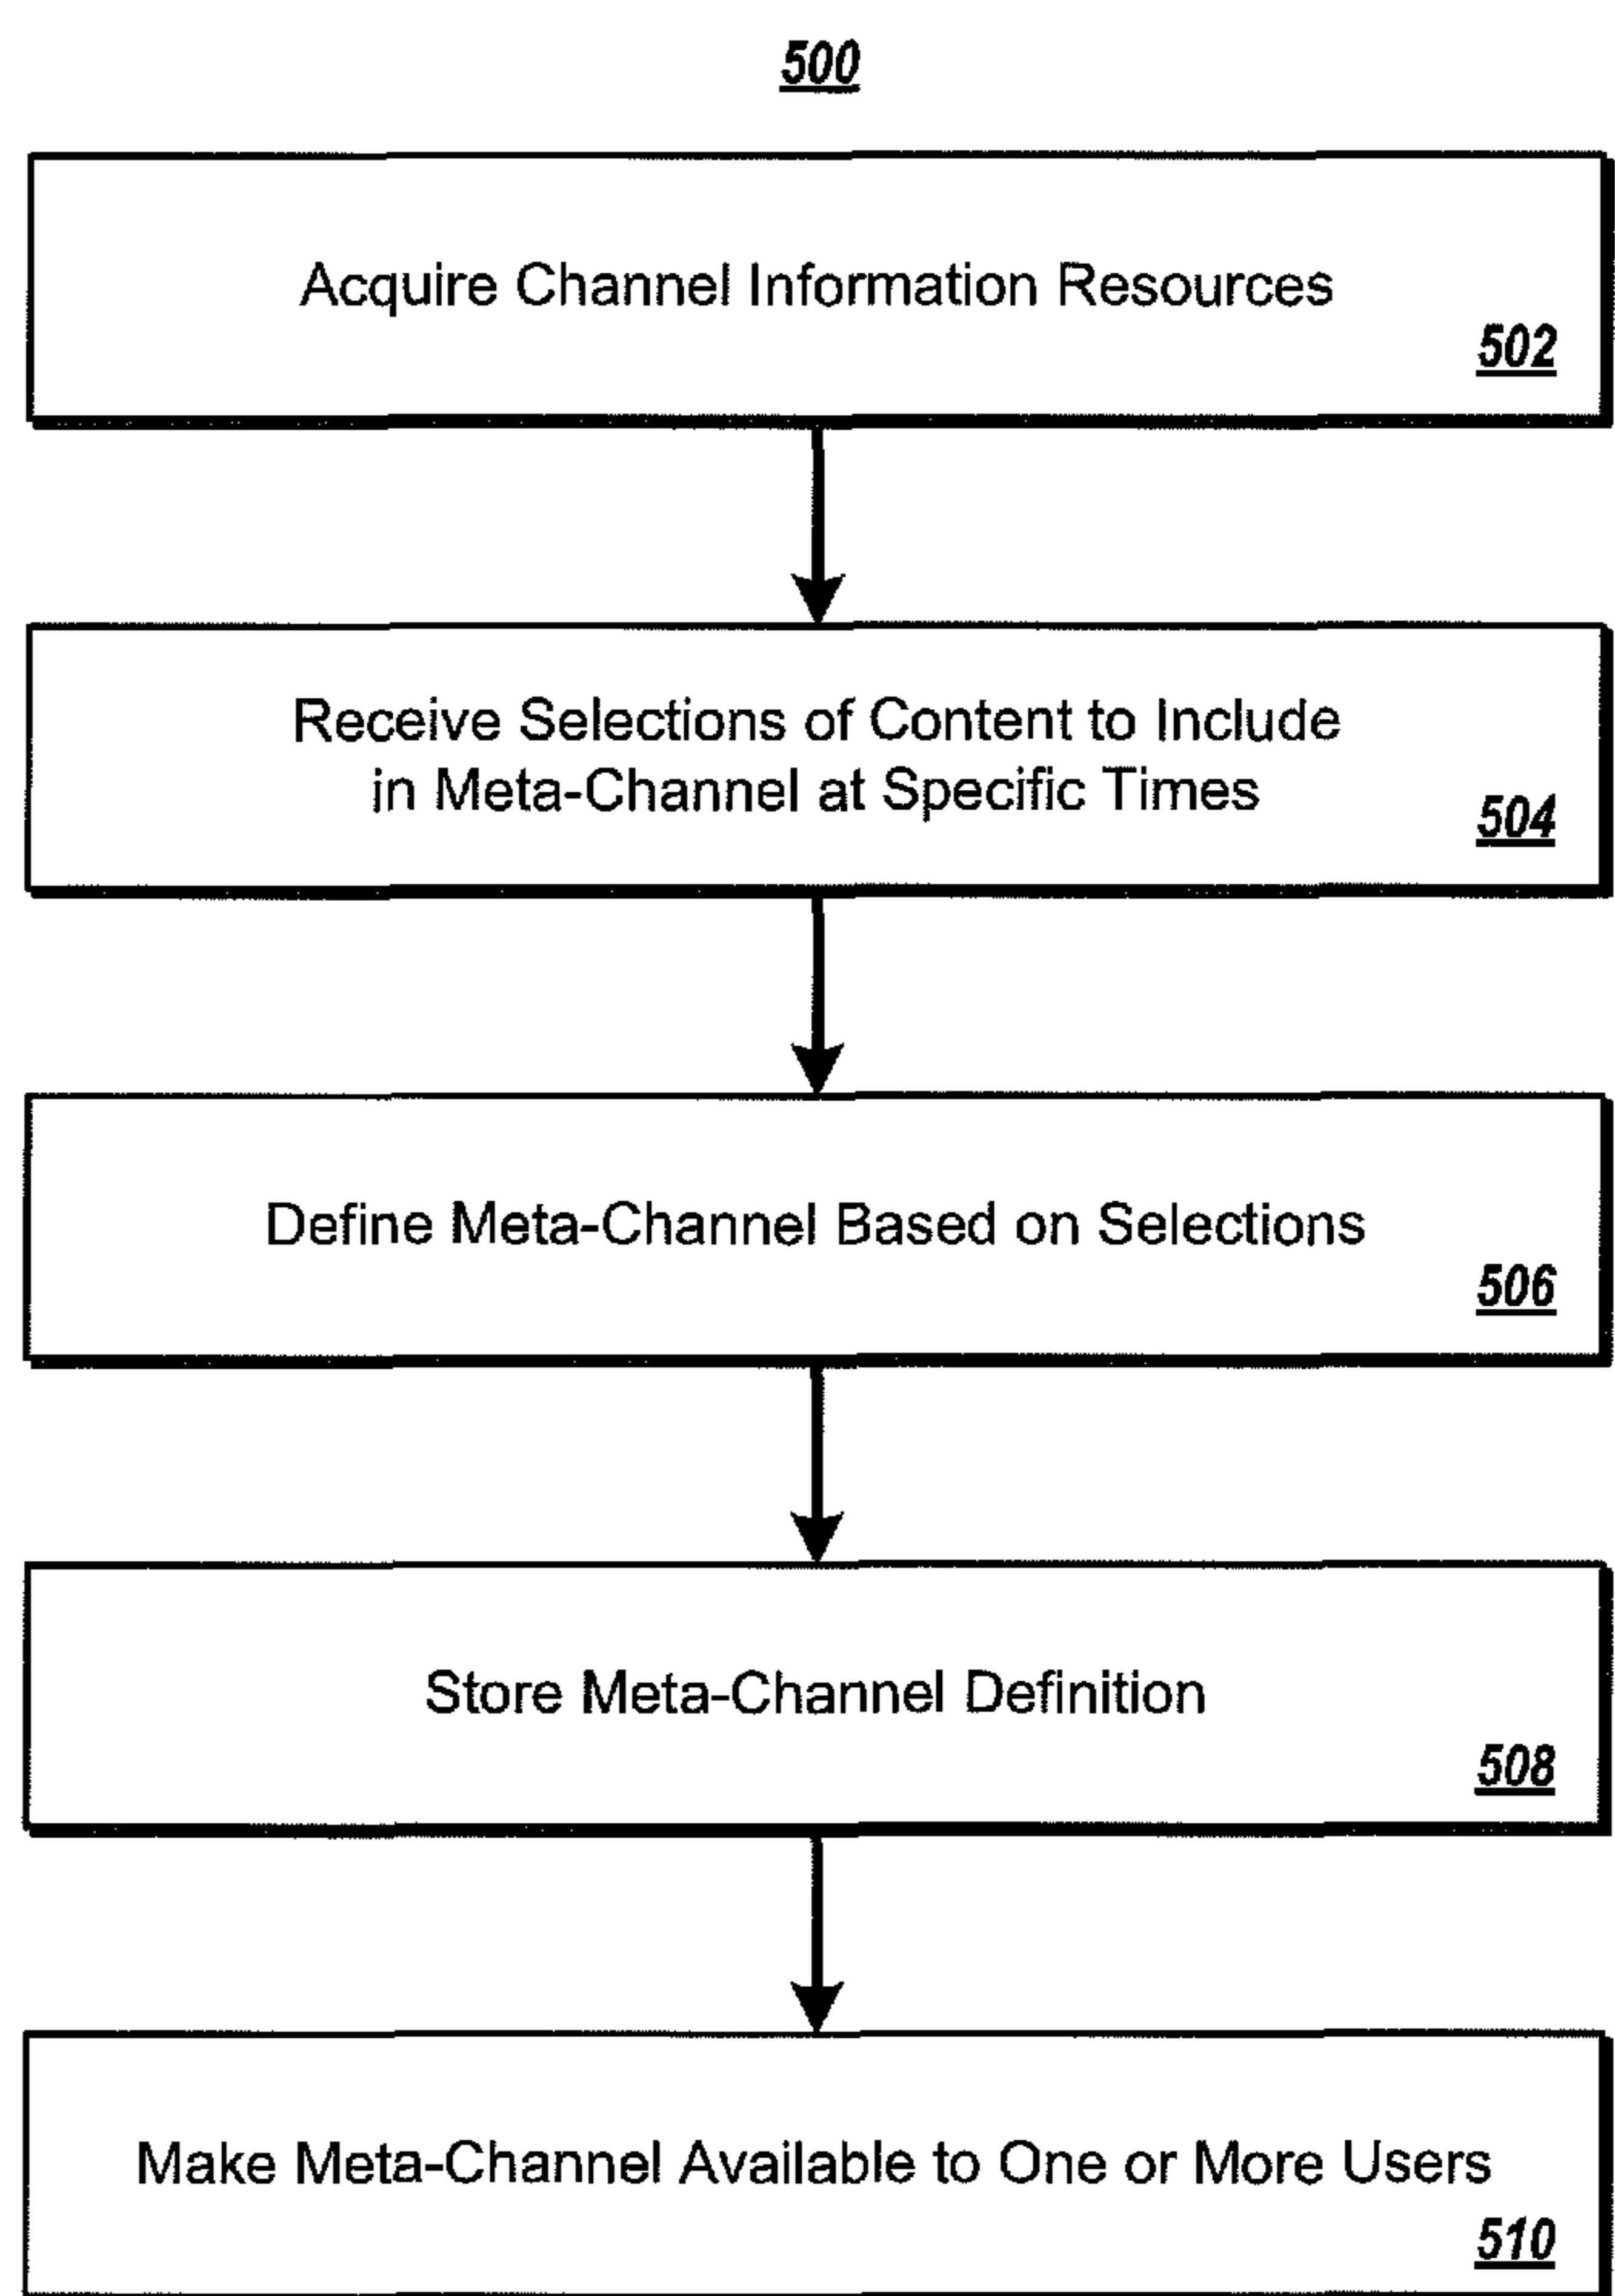 500
Acquire Channel Information Resources
502
Receive Selections of Content to Include
in Meta-Channel at Specific Times
504
Define Meta-Channel Based on Selections
506
Store Meta-Channel Definition
508
Make Meta-Channel Available to One or More Users
510